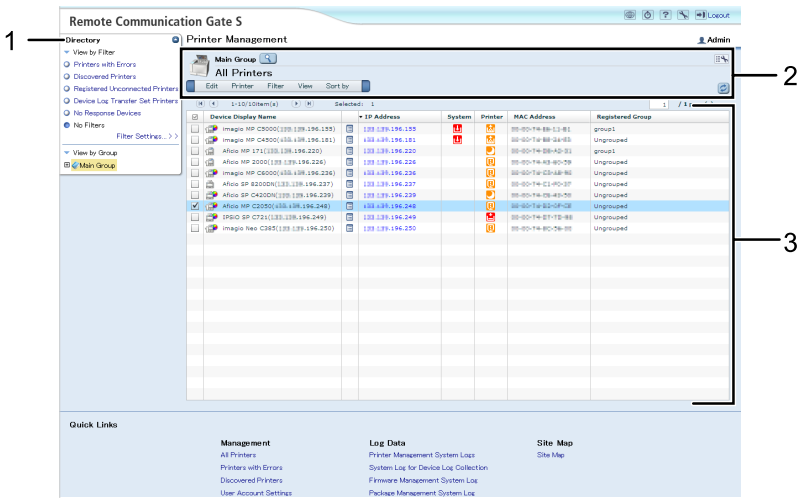 Remote Communication Gate S
Logout
1
Directory
Printer Management
Admin
View by Filter
Printers with Errors
Discovered Printers
Registered Unconnected Printers
Device Log Transfer Set Printers
No Response Devices
No Filters
Filter Settings... > >
View by Group
Main Group
Main Group
All Printers
Edit Printer Filter View Sort by
2
1-10/10item(s) Selected: 1 1 / 1
Device Display Name IP Address System Printer MAC Address Registered Group
imagio MP C5000( .196.155) .196.155 group1
imagio MP C4500( .196.181) .196.181 Ungrouped
Aficio MP 171( .196.220) .196.220 group1
Aficio MP 2000( .196.226) .196.226 Ungrouped
imagio MP C6000( .196.236) .196.236 Ungrouped
Aficio SP 8200DN( .196.237) .196.237 Ungrouped
Aficio SP C420DN( .196.239) .196.239 Ungrouped
Aficio MP C2050( .196.248) .196.248 Ungrouped
IPSiO SP C721( .196.249) .196.249 Ungrouped
imagio Neo C385( .196.250) .196.250 Ungrouped
3
Quick Links
Management
All Printers
Printers with Errors
Discovered Printers
User Account Settings
Log Data
Printer Management System Logs
System Log for Device Log Collection
Firmware Management System Log
Package Management System Log
Site Map
Site Map